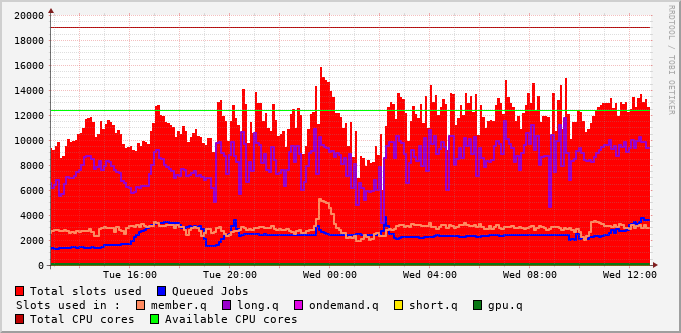 20000
18000
16000
14000
12000
10000
8000
6000
4000
2000
0
Tue 16:00 Tue 20:00 Wed 00:00 Wed 04:00 Wed 08:00 Wed 12:00
Total slots used Queued Jobs
Slots used in : member.q long.q ondemand.q short.q gpu.q
Total CPU cores Available CPU cores
RRDTOOL / TOBI OETIKER